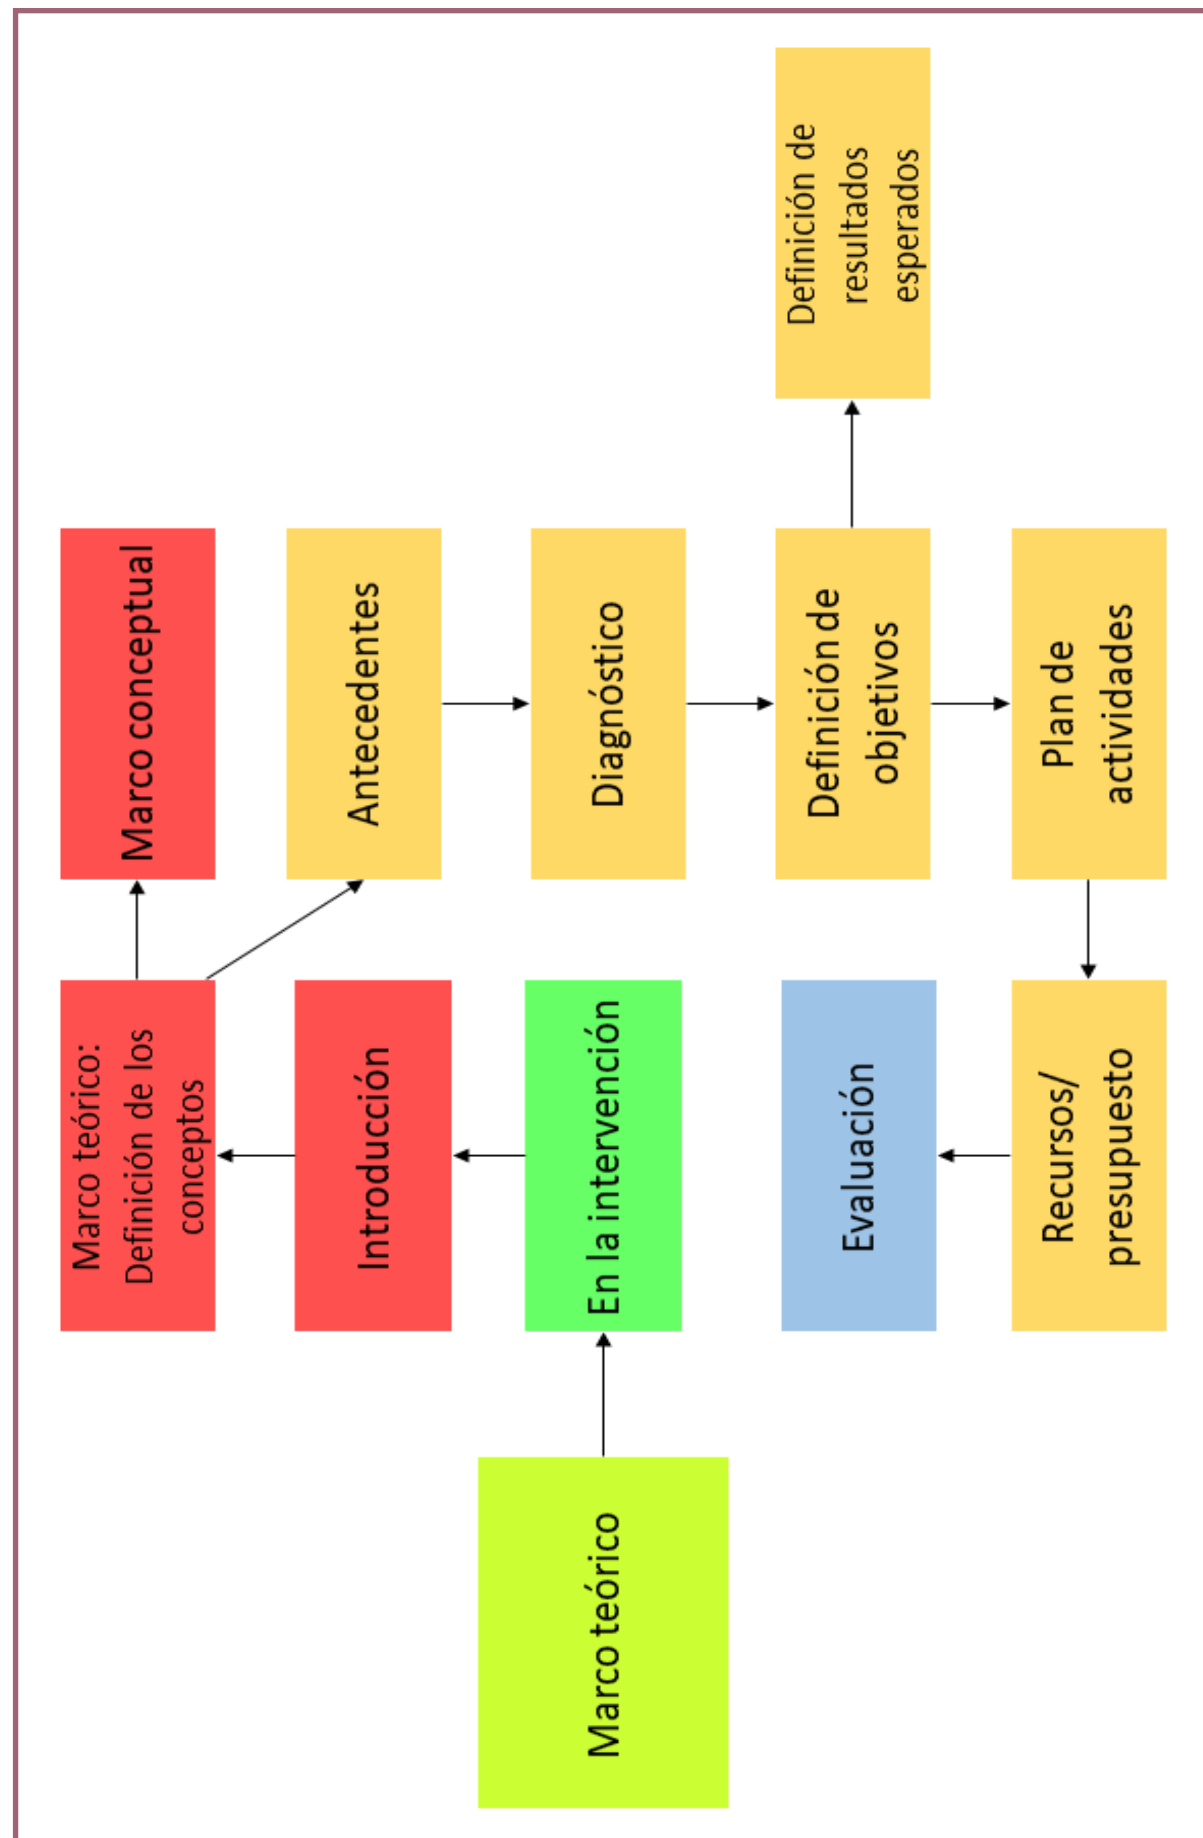 Marco teórico
En la intervención
Introducción
Marco teórico:
Definición de los
conceptos
Marco conceptual
Antecedentes
Diagnóstico
Definición de
objetivos
Definición de
resultados
esperados
Plan de
actividades
Recursos/
presupuesto
Evaluación